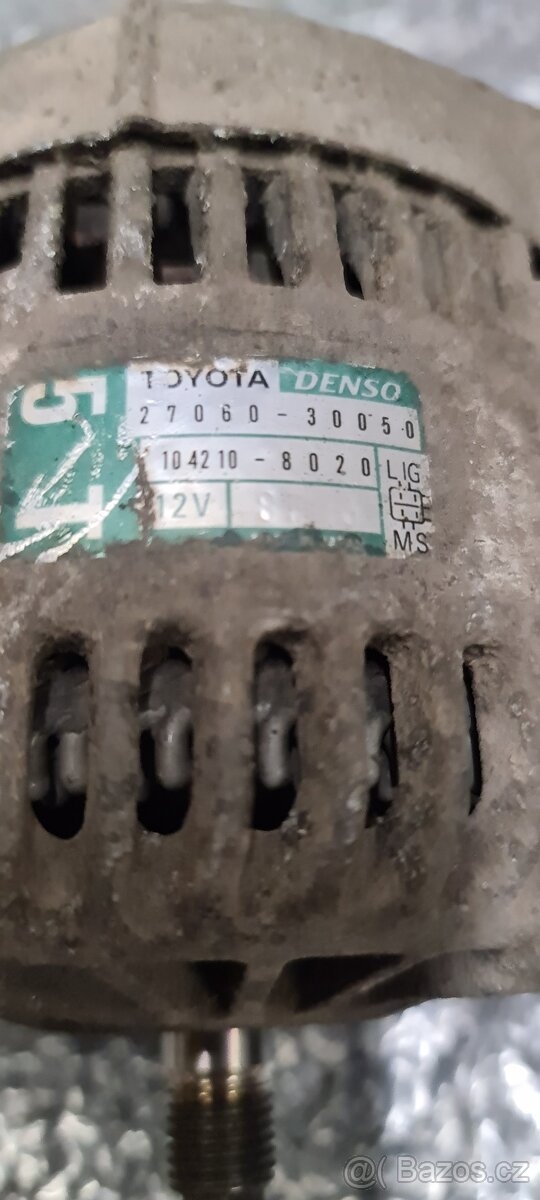 TOYOTA DENSO
27060-30050
104210-8020
12V
LIG
MS
@( Bazos.cz